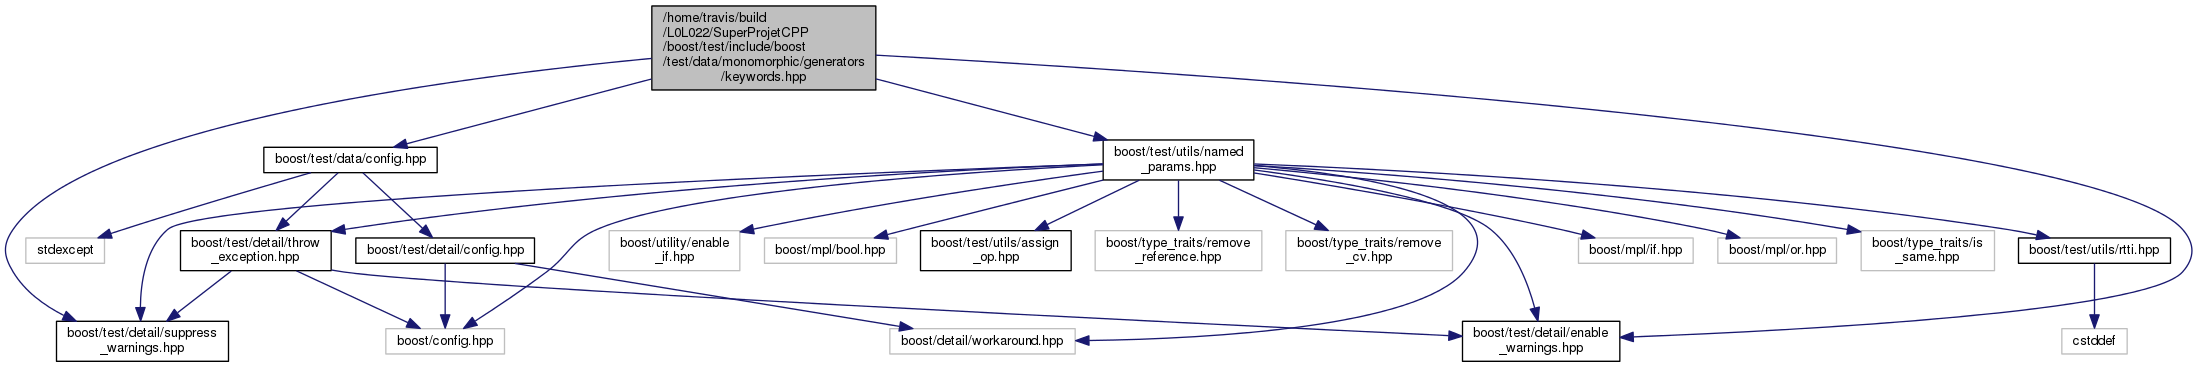 /home/travis/build
/L0L022/SuperProjetCPP
/boost/test/include/boost
/test/data/monomorphic/generators
/keywords.hpp
boost/test/data/config.hpp
boost/test/utils/named
_params.hpp
stdexcept
boost/test/detail/throw
_exception.hpp
boost/test/detail/config.hpp
boost/utility/enable
_if.hpp
boost/mpl/bool.hpp
boost/test/utils/assign
_op.hpp
boost/type_traits/remove
_reference.hpp
boost/type_traits/remove
_cv.hpp
boost/mpl/if.hpp
boost/mpl/or.hpp
boost/type_traits/is
_same.hpp
boost/test/utils/rtti.hpp
boost/test/detail/suppress
_warnings.hpp
boost/config.hpp
boost/detail/workaround.hpp
boost/test/detail/enable
_warnings.hpp
cstddef